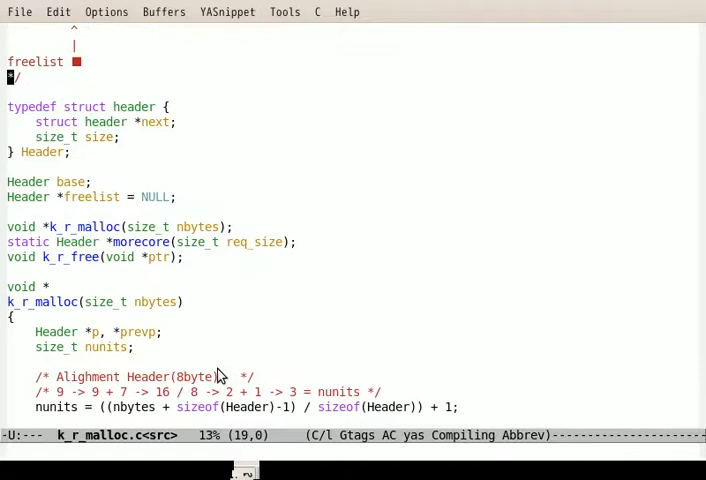 File Edit Options Buffers YASnippet Tools C Help
^
|
freelist
*/
typedef struct header {
struct header *next;
size_t size;
} Header;
Header base;
Header *freelist = NULL;
void *k_r_malloc(size_t nbytes);
static Header *morecore(size_t req_size);
void k_r_free(void *ptr);
void *
k_r_malloc(size_t nbytes)
{
Header *p, *prevp;
size_t nunits;
/* Alighment Header(8byte) */
/* 9 -> 9 + 7 -> 16 / 8 -> 2 + 1 -> 3 = nunits */
nunits = ((nbytes + sizeof(Header)-1) / sizeof(Header)) + 1;
-U:--- k_r_malloc.c<src> 13% (19,0) (C/l Gtags AC yas Compiling Abbrev)----------------------